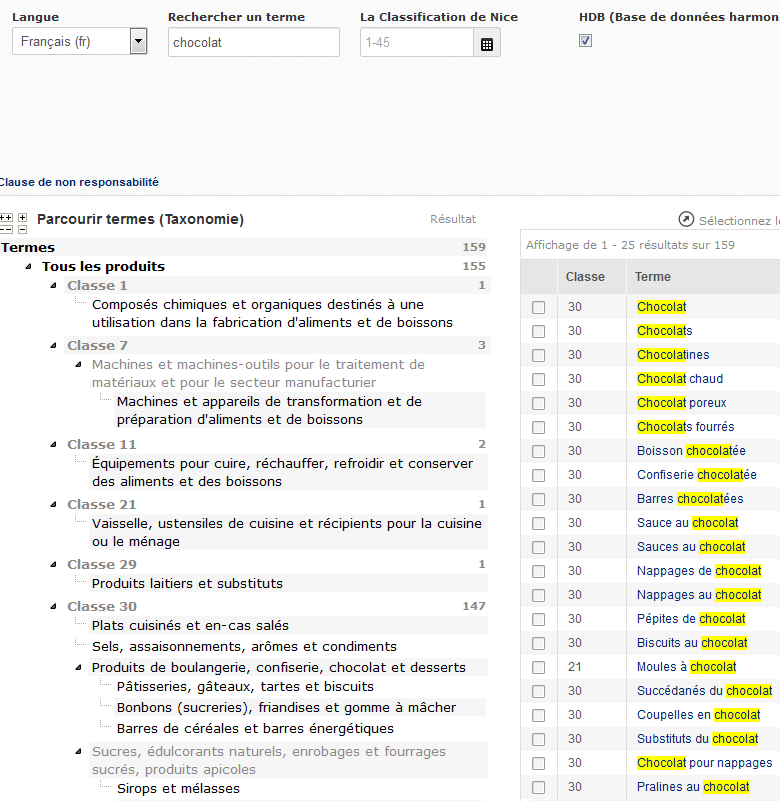 Langue
Rechercher un terme
La Classification de Nice
HDB (Base de données harmon
Français (fr)
chocolat
1-45
Clause de non responsabilité
Parcourir termes (Taxonomie)
Résultat
Termes 159
Tous les produits 155
Classe 1 1
Composés chimiques et organiques destinés à une
utilisation dans la fabrication d'aliments et de boissons
Classe 7 3
Machines et machines-outils pour le traitement de
matériaux et pour le secteur manufacturier
Machines et appareils de transformation et de
préparation d'aliments et de boissons
Classe 11 2
Équipements pour cuire, réchauffer, refroidir et conserver
des aliments et des boissons
Classe 21 1
Vaisselle, ustensiles de cuisine et récipients pour la cuisine
ou le ménage
Classe 29 1
Produits laitiers et substituts
Classe 30 147
Plats cuisinés et en-cas salés
Sels, assaisonnements, arômes et condiments
Produits de boulangerie, confiserie, chocolat et desserts
Pâtisseries, gâteaux, tartes et biscuits
Bonbons (sucreries), friandises et gomme à mâcher
Barres de céréales et barres énergétiques
Sucres, édulcorants naturels, enrobages et fourrages
sucrés, produits apicoles
Sirops et mélasses
Sélectionnez l
Affichage de 1 - 25 résultats sur 159
Classe Terme
30 Chocolat
30 Chocolats
30 Chocolatines
30 Chocolat chaud
30 Chocolat poreux
30 Chocolats fourrés
30 Boisson chocolatée
30 Confiserie chocolatée
30 Barres chocolatées
30 Sauce au chocolat
30 Sauces au chocolat
30 Nappages de chocolat
30 Nappages au chocolat
30 Pépites de chocolat
30 Biscuits au chocolat
21 Moules à chocolat
30 Succédanés du chocolat
30 Coupelles en chocolat
30 Substituts du chocolat
30 Chocolat pour nappages
30 Pralines au chocolat